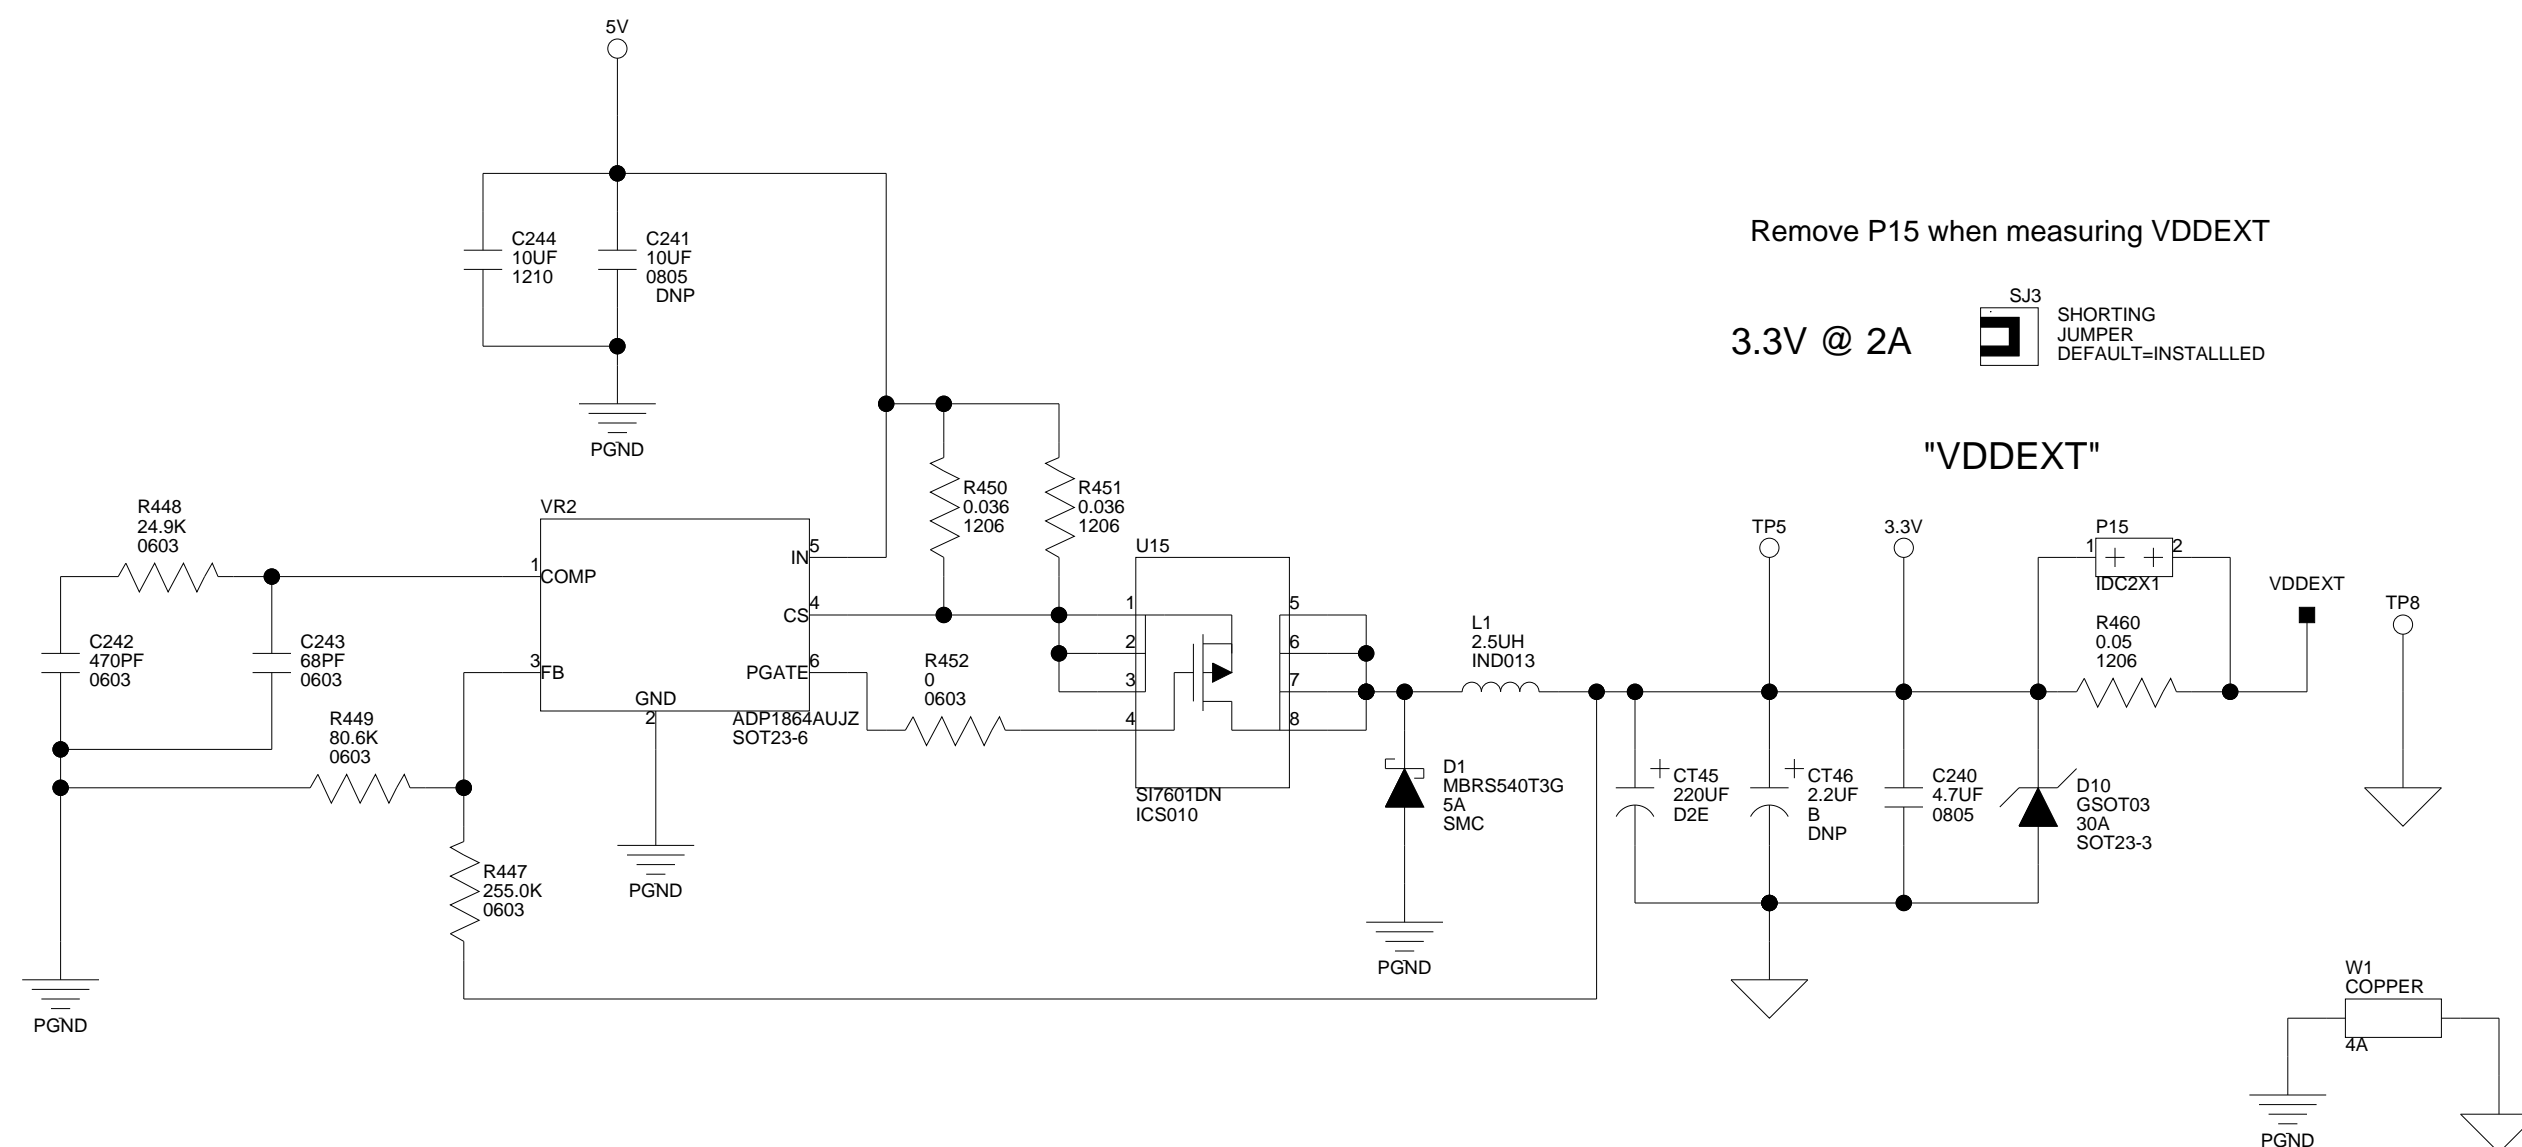 5V
C244
10UF
1210
C241
10UF
0805
DNP
PGND
Remove P15 when measuring VDDEXT
SJ3
SHORTING
JUMPER
DEFAULT=INSTALLLED
3.3V @ 2A
"VDDEXT"
R448
24.9K
0603
C242
470PF
0603
C243
68PF
0603
R449
80.6K
0603
R447
255.0K
0603
PGND
VR2
1
COMP
3
FB
GND
2
IN
5
CS
4
PGATE
6
ADP1864AUJZ
SOT23-6
PGND
R450
0.036
1206
R451
0.036
1206
R452
0
0603
U15
1
2
3
4
5
6
7
8
SI7601DN
ICS010
L1
2.5UH
IND013
D1
MBRS540T3G
5A
SMC
PGND
TP5
3.3V
P15
1
2
IDC2X1
R460
0.05
1206
VDDEXT
TP8
CT45
220UF
D2E
CT46
2.2UF
B
DNP
C240
4.7UF
0805
D10
GSOT03
30A
SOT23-3
W1
COPPER
4A
PGND